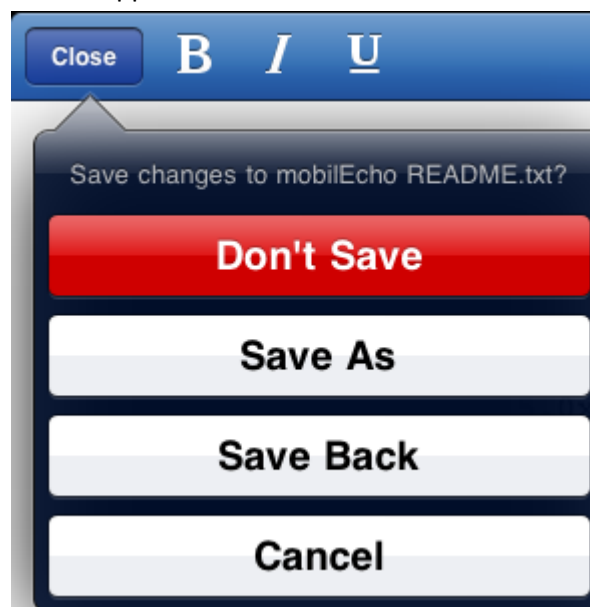 Close B I U
Save changes to mobilEcho README.txt?
Don't Save
Save As
Save Back
Cancel